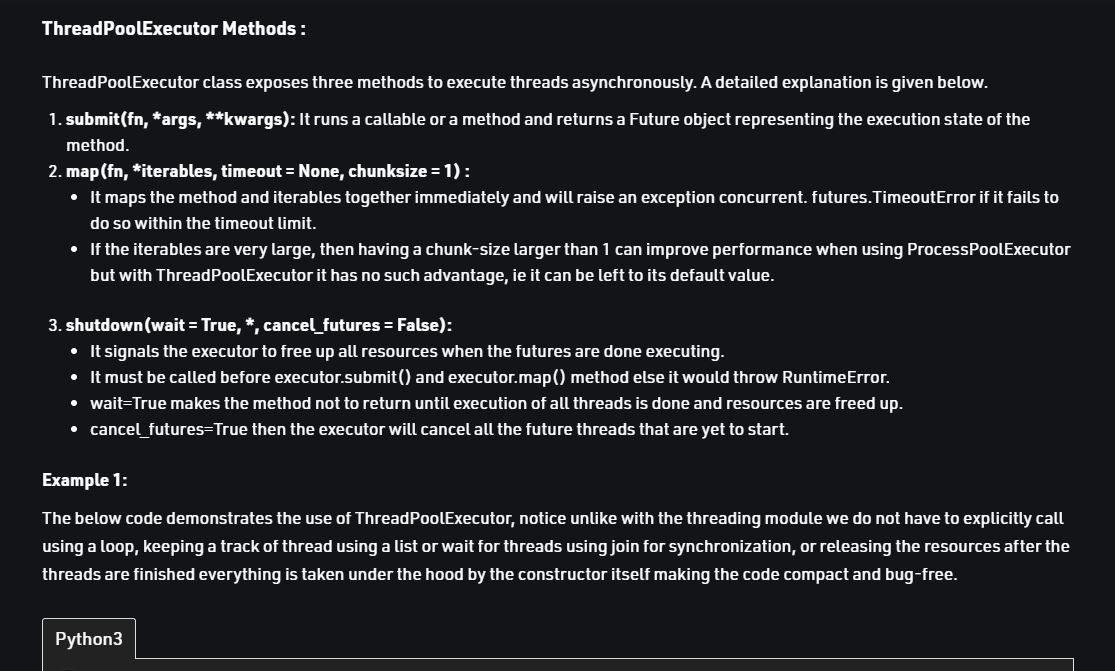 ThreadPoolExecutor Methods :
ThreadPoolExecutor class exposes three methods to execute threads asynchronously. A detailed explanation is given below.
1. submit(fn, *args, **kwargs): It runs a callable or a method and returns a Future object representing the execution state of the
method.
2. map(fn, *iterables, timeout = None, chunksize = 1) :
• It maps the method and iterables together immediately and will raise an exception concurrent. futures.TimeoutError if it fails to
do so within the timeout limit.
• If the iterables are very large, then having a chunk-size larger than 1 can improve performance when using ProcessPoolExecutor
but with ThreadPoolExecutor it has no such advantage, ie it can be left to its default value.
3. shutdown(wait = True, *, cancel_futures = False):
• It signals the executor to free up all resources when the futures are done executing.
• It must be called before executor.submit() and executor.map() method else it would throw RuntimeError.
• wait=True makes the method not to return until execution of all threads is done and resources are freed up.
• cancel_futures=True then the executor will cancel all the future threads that are yet to start.
Example 1:
The below code demonstrates the use of ThreadPoolExecutor, notice unlike with the threading module we do not have to explicitly call
using a loop, keeping a track of thread using a list or wait for threads using join for synchronization, or releasing the resources after the
threads are finished everything is taken under the hood by the constructor itself making the code compact and bug-free.
Python3